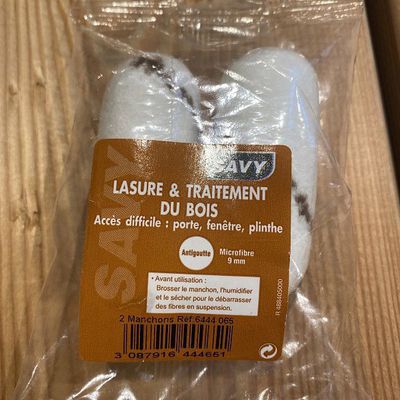 SAVY
SAVY
LASURE & TRAITEMENT
DU BOIS
Accès difficile : porte, fenêtre, plinthe
Antigoutte
Microfibre
9 mm
• Avant utilisation :
Brosser le manchon, l'humidifier
et le sécher pour le débarrasser
des fibres en suspension.
2 Manchons Réf:6444 065
3 087916 444651